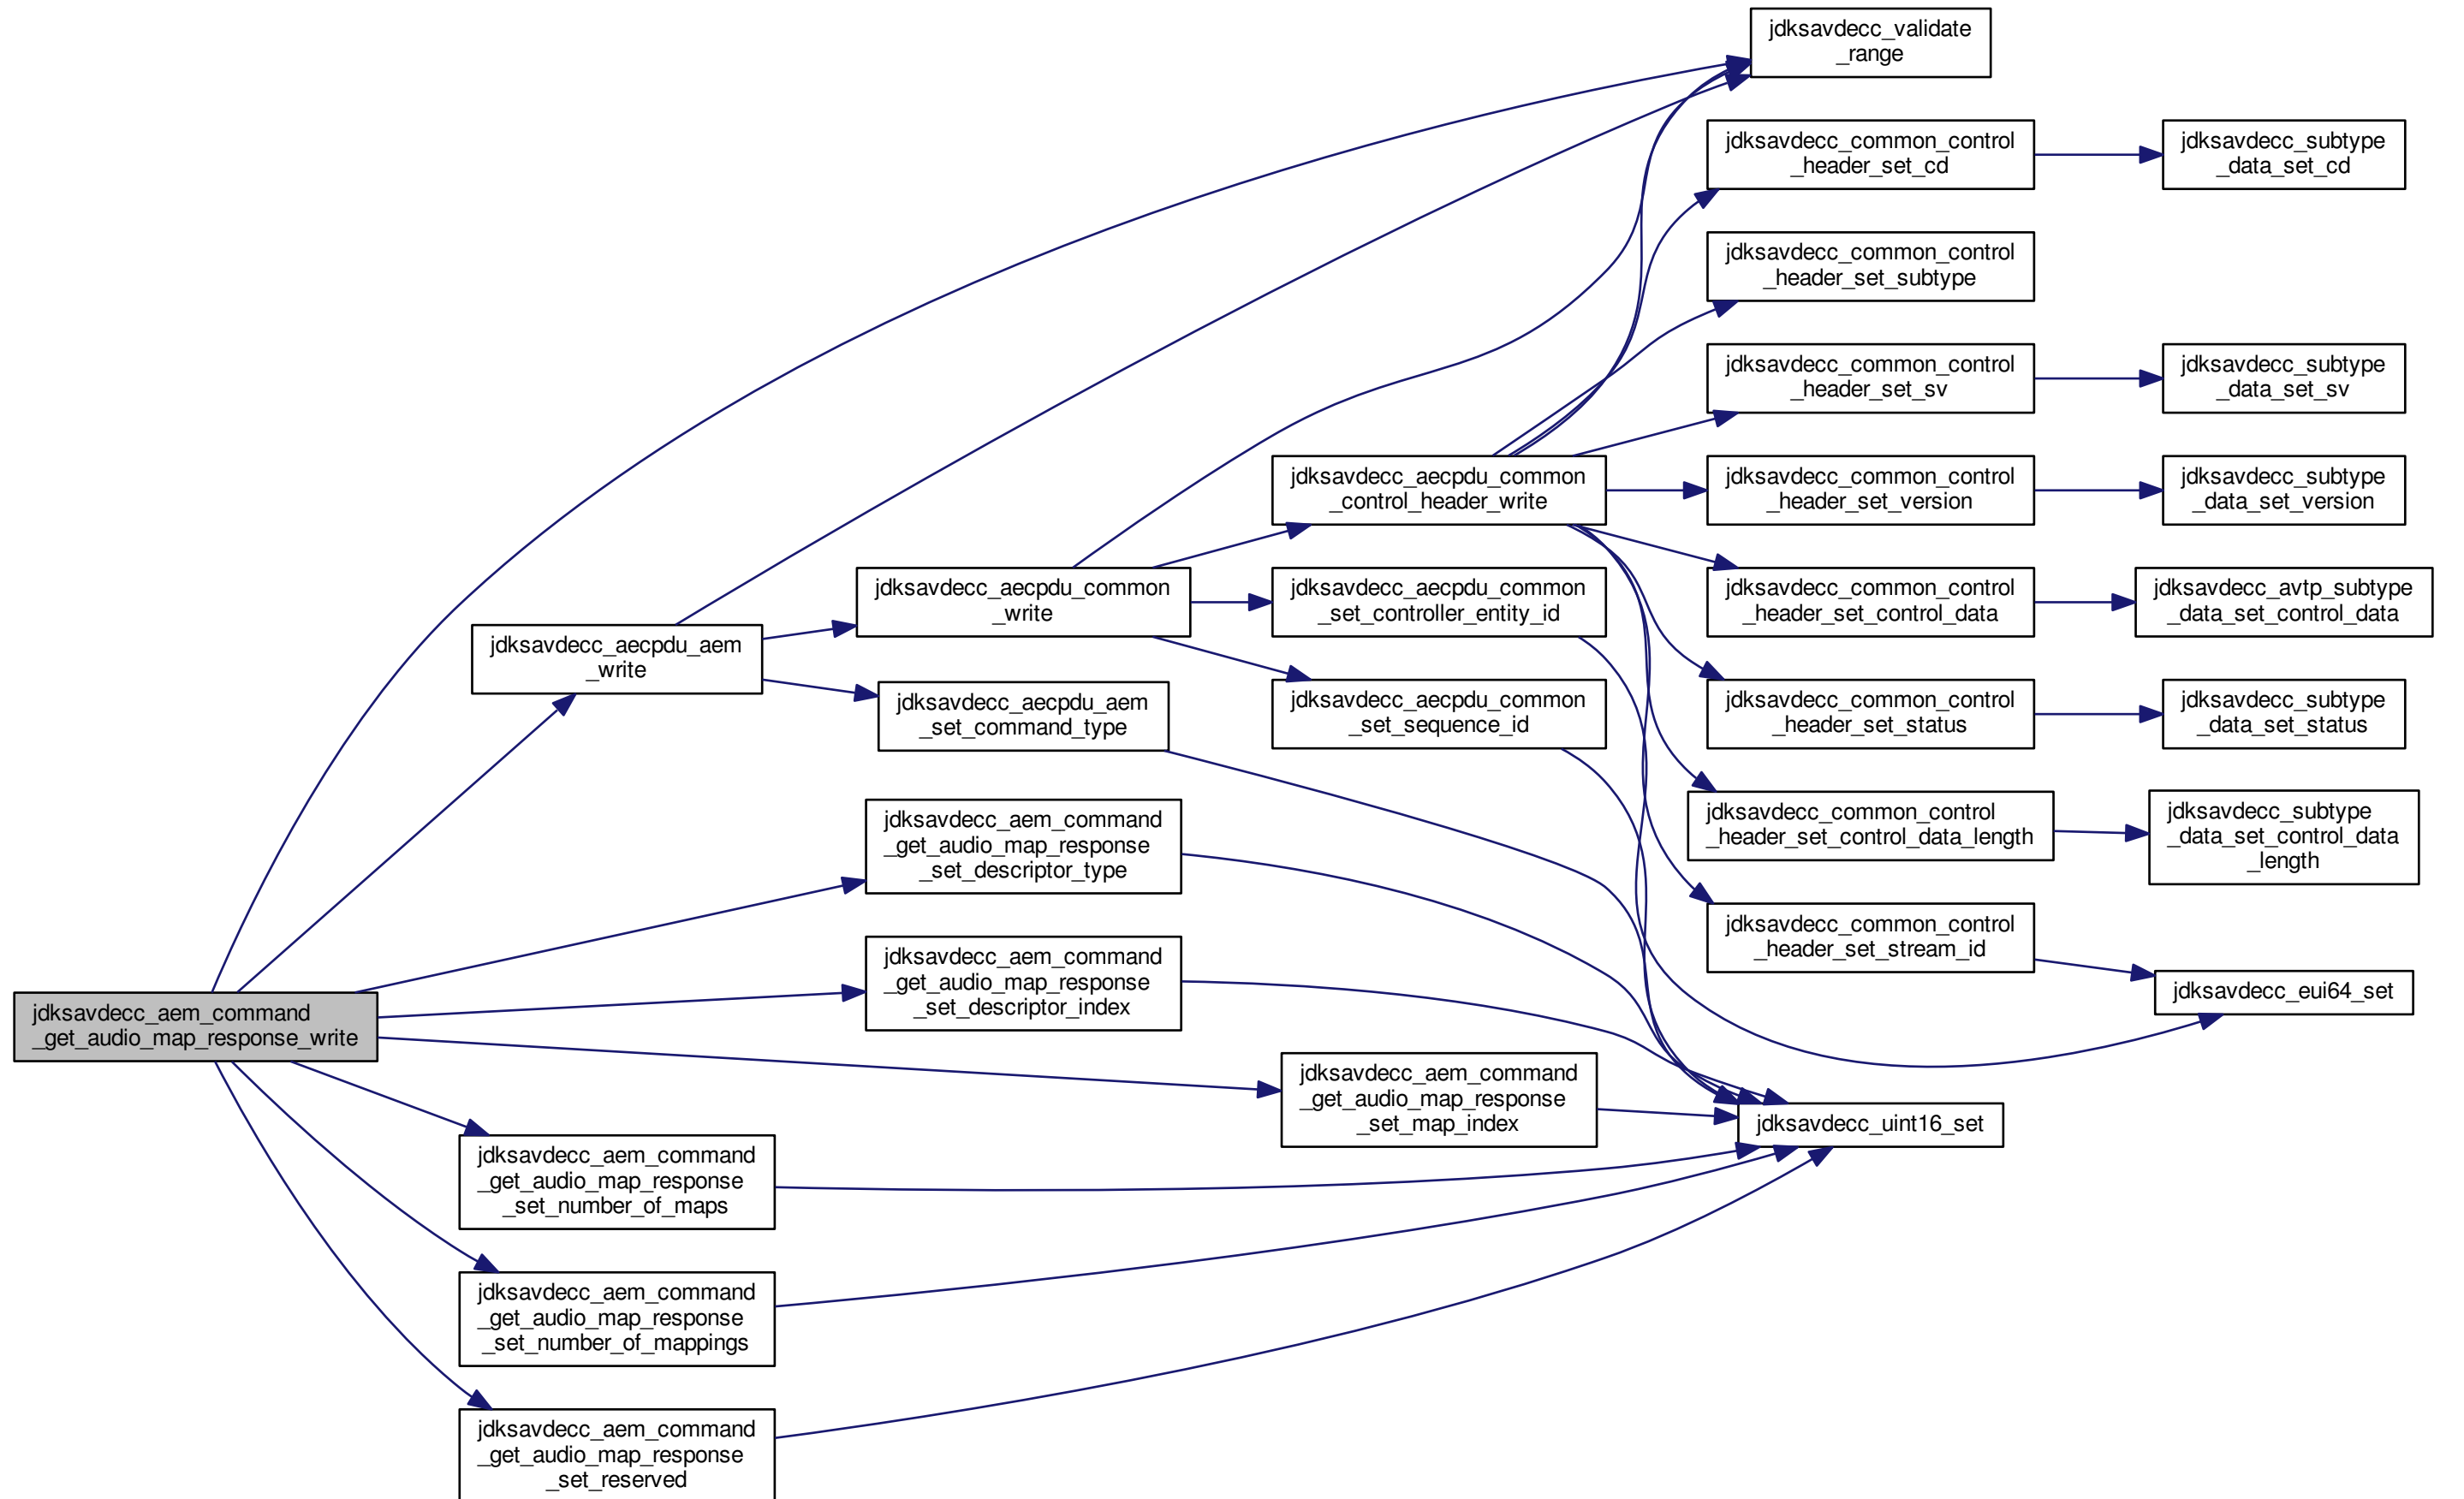 jdksavdecc_aem_command
_get_audio_map_response_write
jdksavdecc_aecpdu_aem
_write
jdksavdecc_aem_command
_get_audio_map_response
_set_number_of_maps
jdksavdecc_aem_command
_get_audio_map_response
_set_number_of_mappings
jdksavdecc_aem_command
_get_audio_map_response
_set_reserved
jdksavdecc_aecpdu_common
_write
jdksavdecc_aecpdu_aem
_set_command_type
jdksavdecc_aem_command
_get_audio_map_response
_set_descriptor_type
jdksavdecc_aem_command
_get_audio_map_response
_set_descriptor_index
jdksavdecc_aecpdu_common
_control_header_write
jdksavdecc_aecpdu_common
_set_controller_entity_id
jdksavdecc_aecpdu_common
_set_sequence_id
jdksavdecc_aem_command
_get_audio_map_response
_set_map_index
jdksavdecc_validate
_range
jdksavdecc_common_control
_header_set_cd
jdksavdecc_common_control
_header_set_subtype
jdksavdecc_common_control
_header_set_sv
jdksavdecc_common_control
_header_set_version
jdksavdecc_common_control
_header_set_control_data
jdksavdecc_common_control
_header_set_status
jdksavdecc_common_control
_header_set_control_data_length
jdksavdecc_common_control
_header_set_stream_id
jdksavdecc_uint16_set
jdksavdecc_subtype
_data_set_cd
jdksavdecc_subtype
_data_set_sv
jdksavdecc_subtype
_data_set_version
jdksavdecc_avtp_subtype
_data_set_control_data
jdksavdecc_subtype
_data_set_status
jdksavdecc_subtype
_data_set_control_data
_length
jdksavdecc_eui64_set